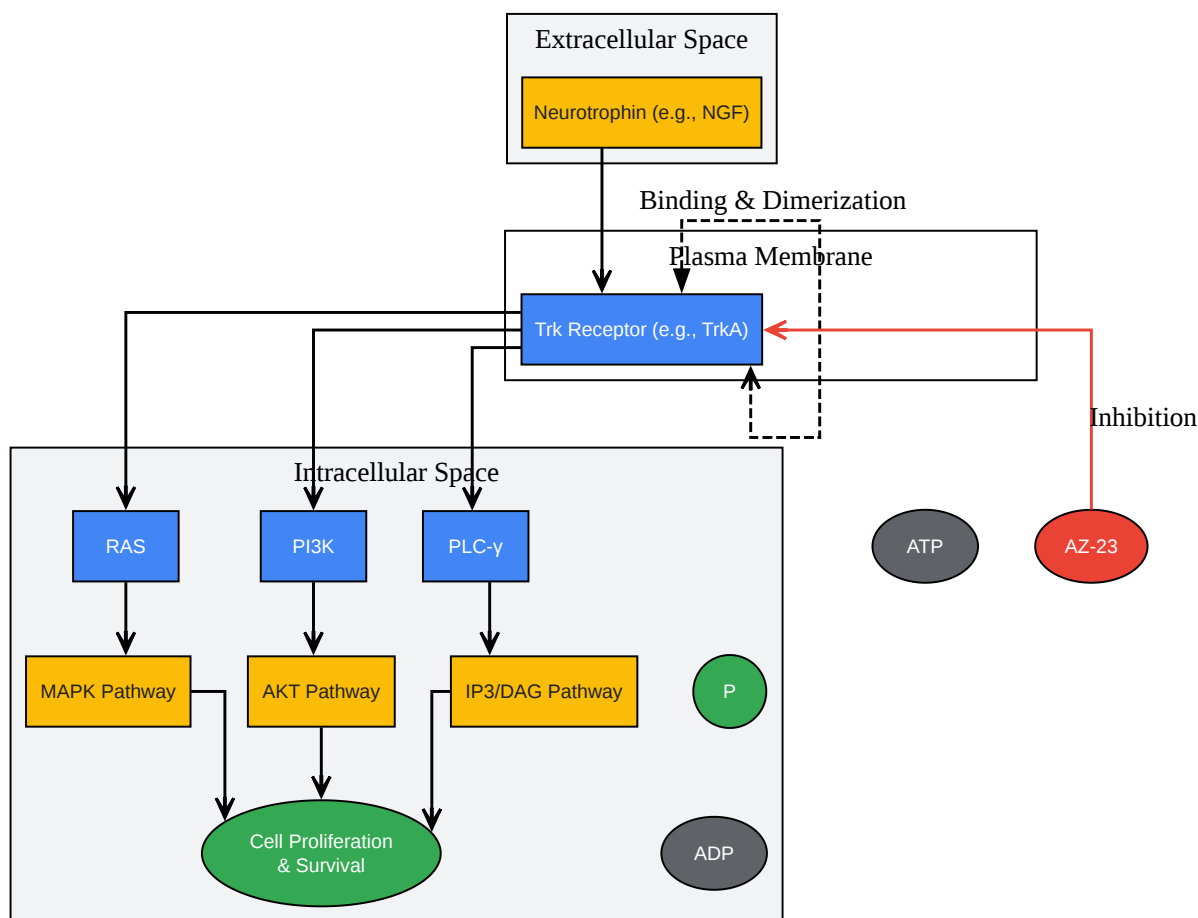 Extracellular Space
Neurotrophin (e.g., NGF)
Binding & Dimerization
Plasma Membrane
Trk Receptor (e.g., TrkA)
Inhibition
Intracellular Space
RAS
PI3K
PLC-γ
ATP
AZ-23
MAPK Pathway
AKT Pathway
IP3/DAG Pathway
P
Cell Proliferation
& Survival
ADP